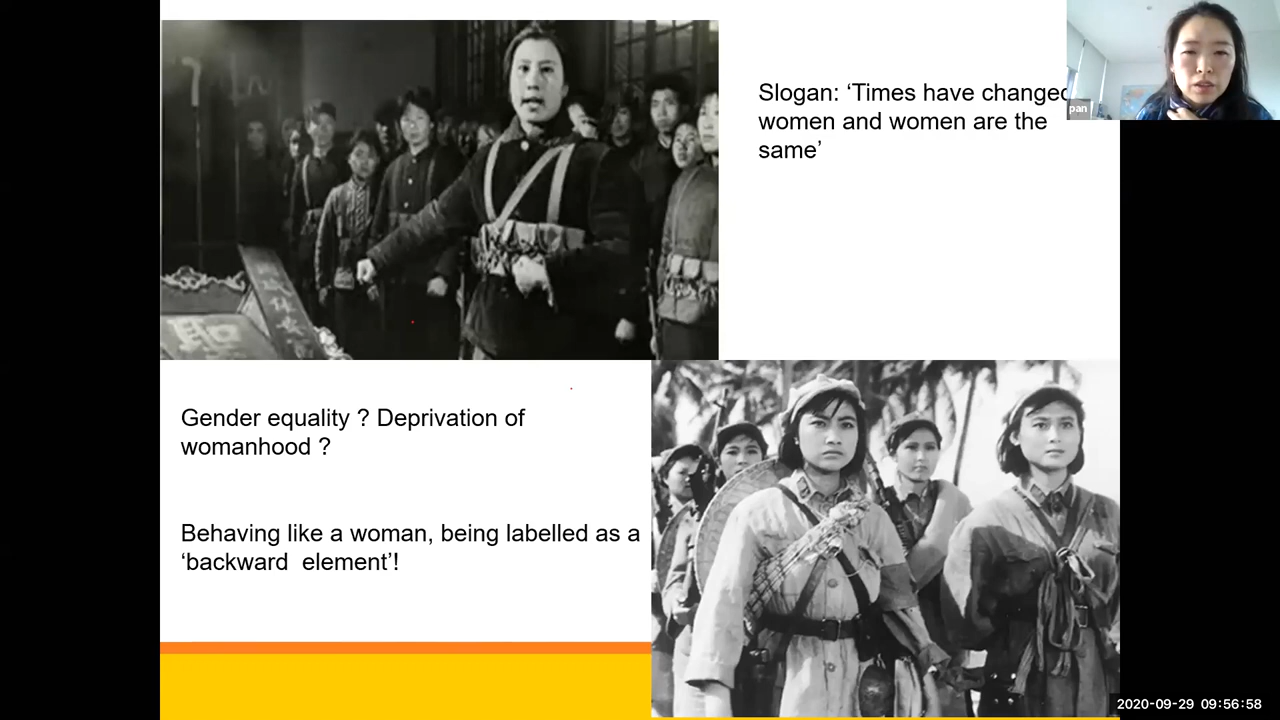 Slogan: ‘Times have changed
women and women are the
same’
pan
Gender equality ? Deprivation of
womanhood ?
Behaving like a woman, being labelled as a
‘backward  element’!
2020-09-29 09:56:58